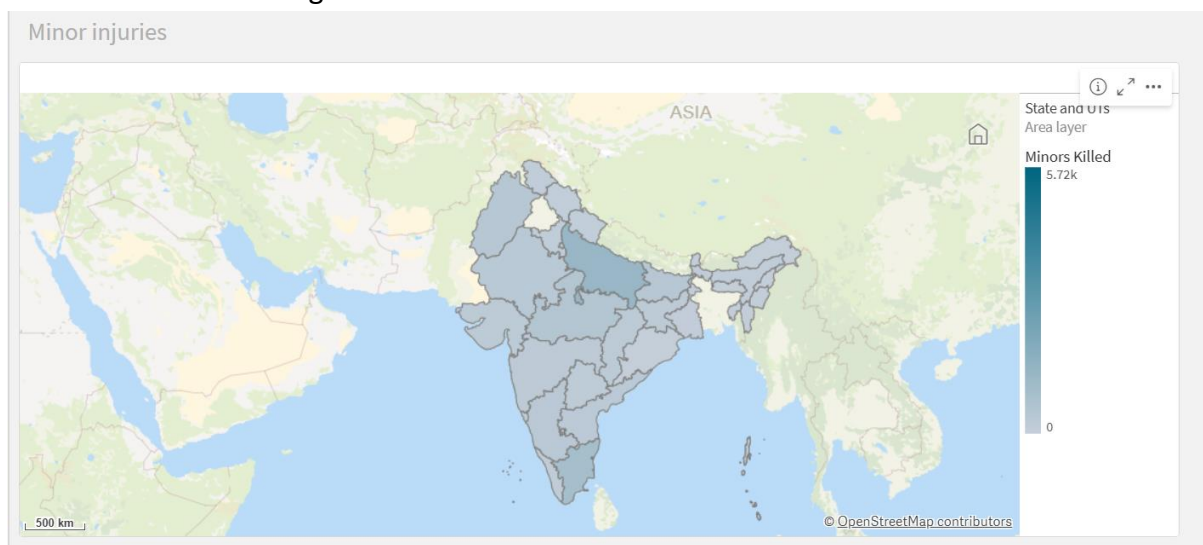 Minor injuries
ASIA
State and UTs
Area layer
Minors Killed
5.72k
0
500 km
© OpenStreetMap contributors